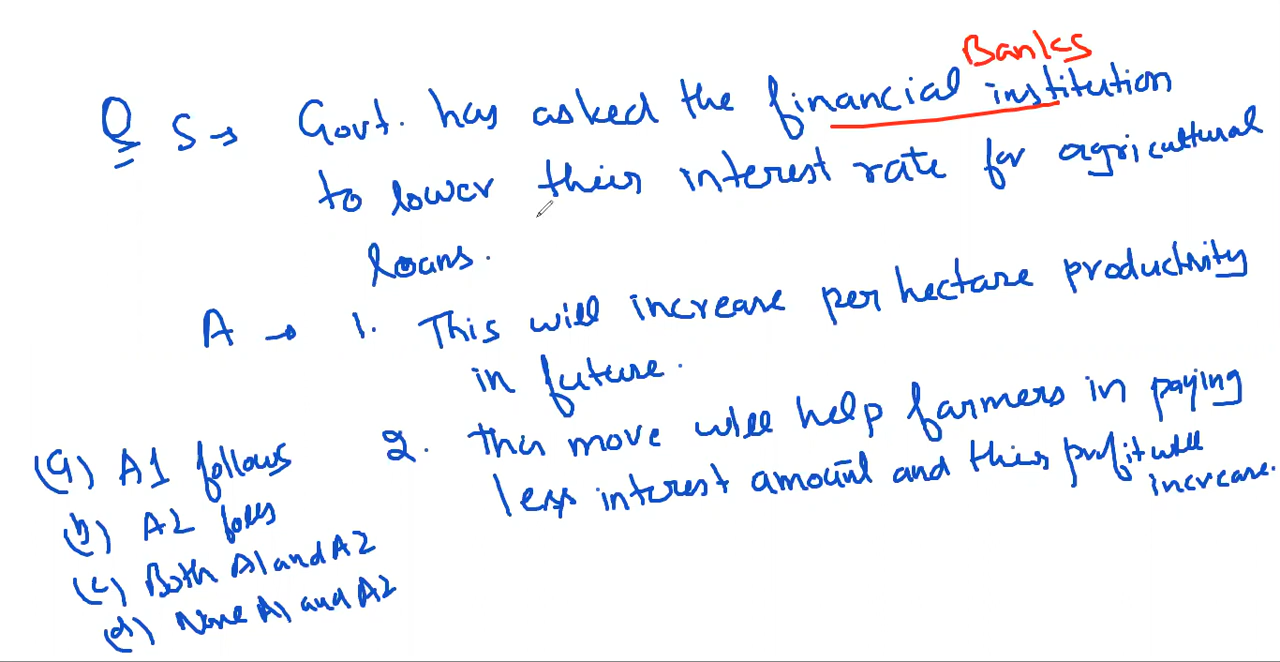 Banks
Q S → Govt. has asked the financial institution
to lower their interest rate for agricultural
loans.
A → 1. This will increase per hectare productivity
in future.
2. This move will help farmers in paying
less interest amount and their profit will
increase.
(a) A1 follows
(b) A2 follows
(c) Both A1 and A2
(d) None A1 and A2